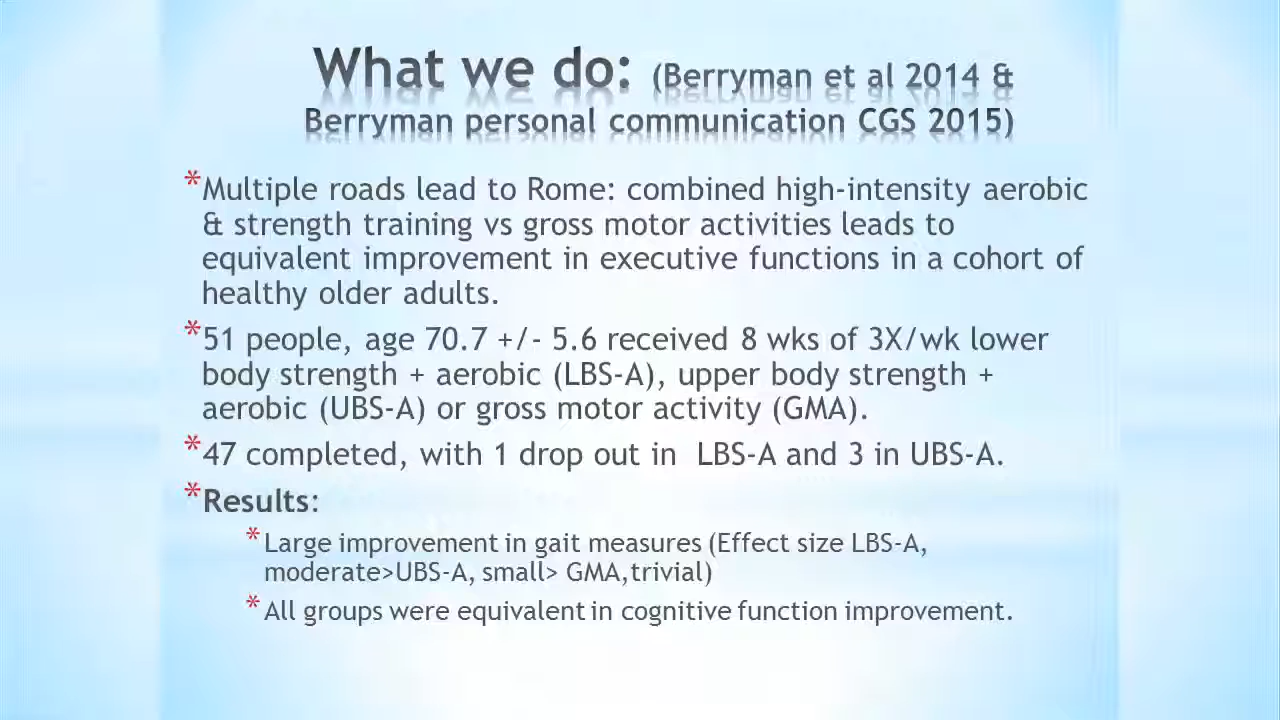 What we do: (Berryman et al 2014 &
Berryman personal communication CGS 2015)
*Multiple roads lead to Rome: combined high-intensity aerobic
& strength training vs gross motor activities leads to
equivalent improvement in executive functions in a cohort of
healthy older adults.
*51 people, age 70.7 +/- 5.6 received 8 wks of 3X/wk lower
body strength + aerobic (LBS-A), upper body strength +
aerobic (UBS-A) or gross motor activity (GMA).
*47 completed, with 1 drop out in LBS-A and 3 in UBS-A.
*Results:
*Large improvement in gait measures (Effect size LBS-A,
moderate>UBS-A, small> GMA,trivial)
*All groups were equivalent in cognitive function improvement.